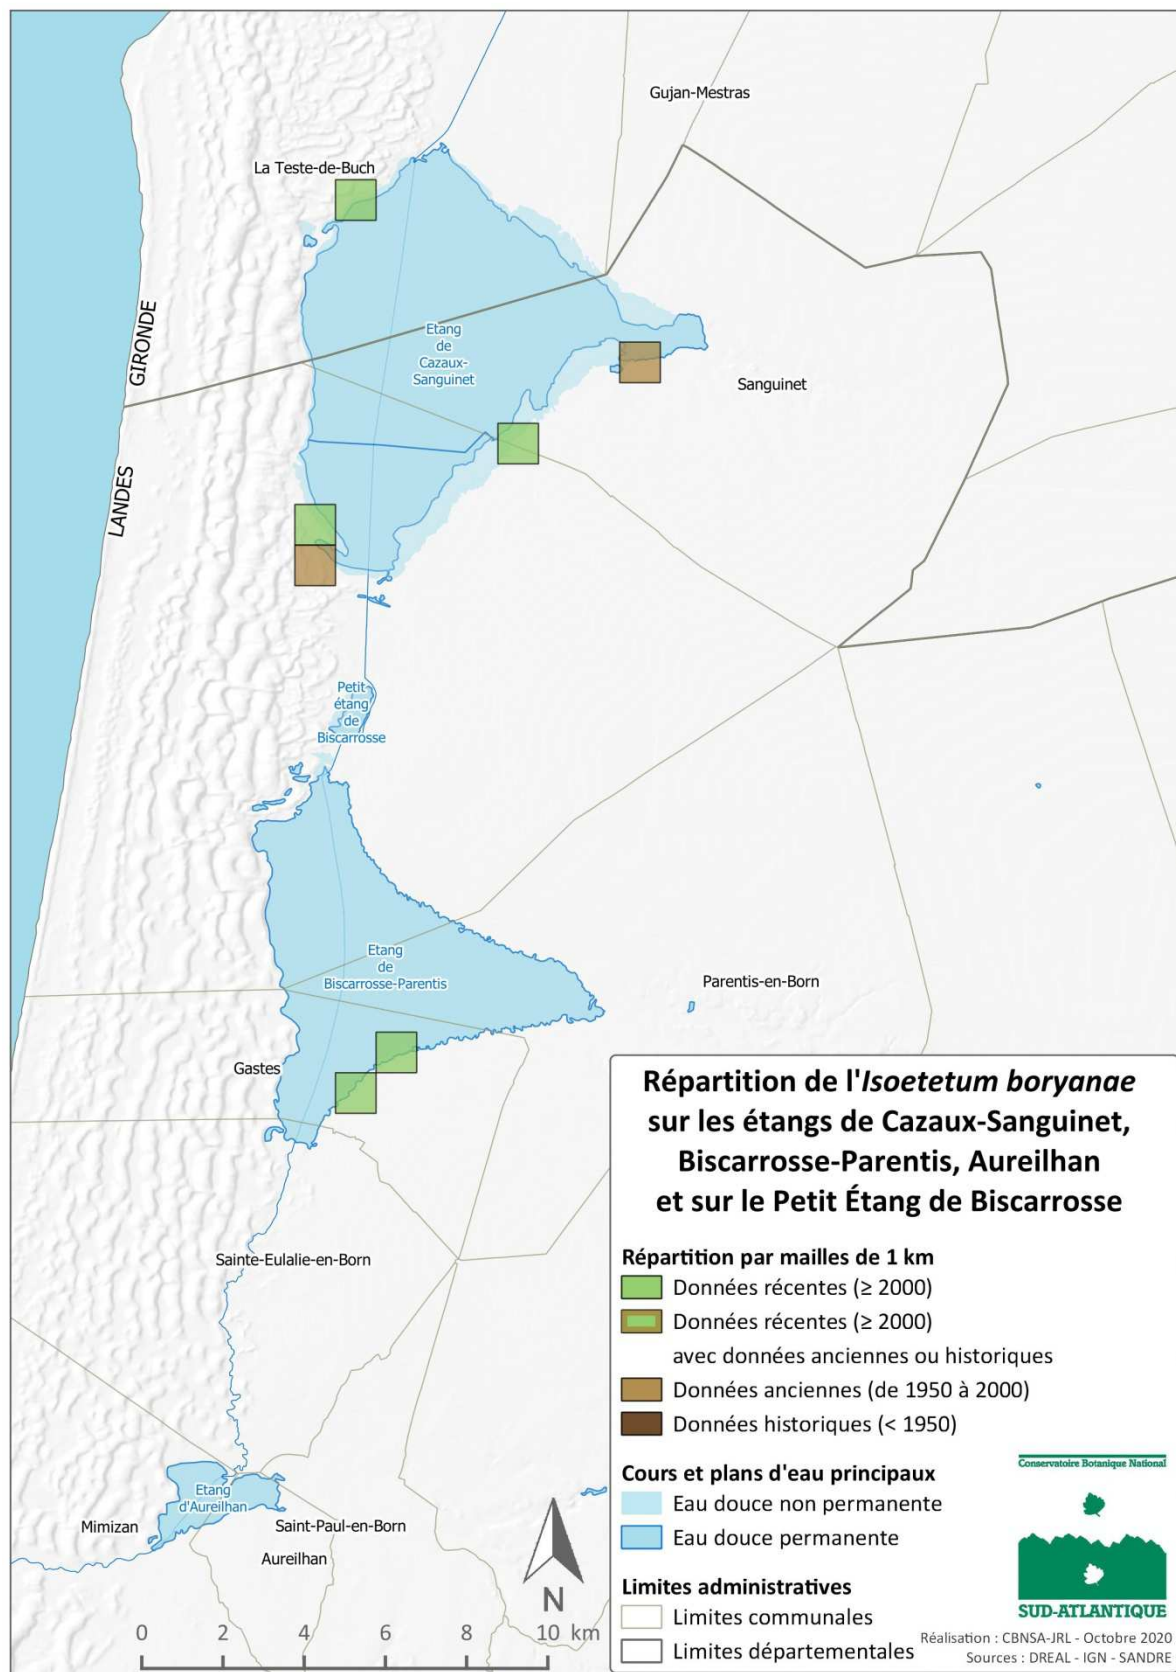 Gujan-Mestras
La Teste-de-Buch
GIRONDE
LANDES
Etang
de
Cazaux-
Sanguinet
Sanguinet
Petit
étang
de
Biscarrosse
Etang
de
Biscarrosse-Parentis
Parentis-en-Born
Gastes
Sainte-Eulalie-en-Born
Etang
d'Aureilhan
Mimizan
Saint-Paul-en-Born
Aureilhan
N
0 2 4 6 8 10 km
Répartition de l'Isoetetum boryanae
sur les étangs de Cazaux-Sanguinet,
Biscarrosse-Parentis, Aureilhan
et sur le Petit Étang de Biscarrosse
Répartition par mailles de 1 km
Données récentes (≥ 2000)
Données récentes (≥ 2000)
avec données anciennes ou historiques
Données anciennes (de 1950 à 2000)
Données historiques (< 1950)
Cours et plans d'eau principaux
Eau douce non permanente
Eau douce permanente
Limites administratives
Limites communales
Limites départementales
Conservatoire Botanique National
SUD-ATLANTIQUE
Réalisation : CBNSA-JRL - Octobre 2020
Sources : DREAL - IGN - SANDRE